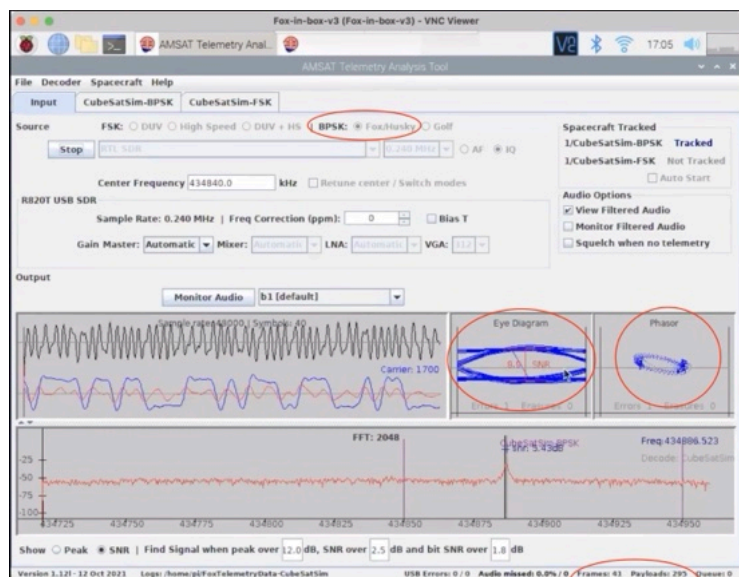 Fox-in-box-v3 (Fox-in-box-v3) - VNC Viewer
AMSAT Telemetry Anal... 17:05
AMSAT Telemetry Analysis Tool
File Decoder Spacecraft Help
Input CubeSatSim-BPSK CubeSatSim-FSK
Source FSK: DUV High Speed DUV + HS | BPSK: Fox/Husky Golf
Stop RTL SDR 0.240 MHz AF IQ
Center Frequency 434840.0 kHz Retune center / Switch modes
R820T USB SDR
Sample Rate: 0.240 MHz | Freq Correction (ppm): 0 Bias T
Gain Master: Automatic Mixer: Automatic LNA: Automatic VGA: 312
Spacecraft Tracked
1/CubeSatSim-BPSK Tracked
1/CubeSatSim-FSK Not Tracked
Auto Start
Audio Options
View Filtered Audio
Monitor Filtered Audio
Squelch when no telemetry
Output
Monitor Audio b1 [default]
Sample rate: 48000 | Symbols: 40
Carrier: 1700
Eye Diagram
6.5 SNR
Errors 1 Erasures 0
Phasor
Errors 1 Erasures 0
FFT: 2048
CubeSatSim-BPSK
snr: 5.43dB
Freq:434886.523
Decode: CubeSatSim
-25
-50
-75
-100
434725 434750 434775 434800 434825 434850 434875 434900 434925 434950
Show Peak SNR | Find Signal when peak over 12.0 dB, SNR over 2.5 dB and bit SNR over 1.8 dB
Version 1.12l - 12 Oct 2021 Logs: /home/pi/FoxTelemetryData-CubeSatSim USB Errors: 0 / 0 Audio missed: 0.0% / 0 Frames: 43 Payloads: 295 Queue: 0